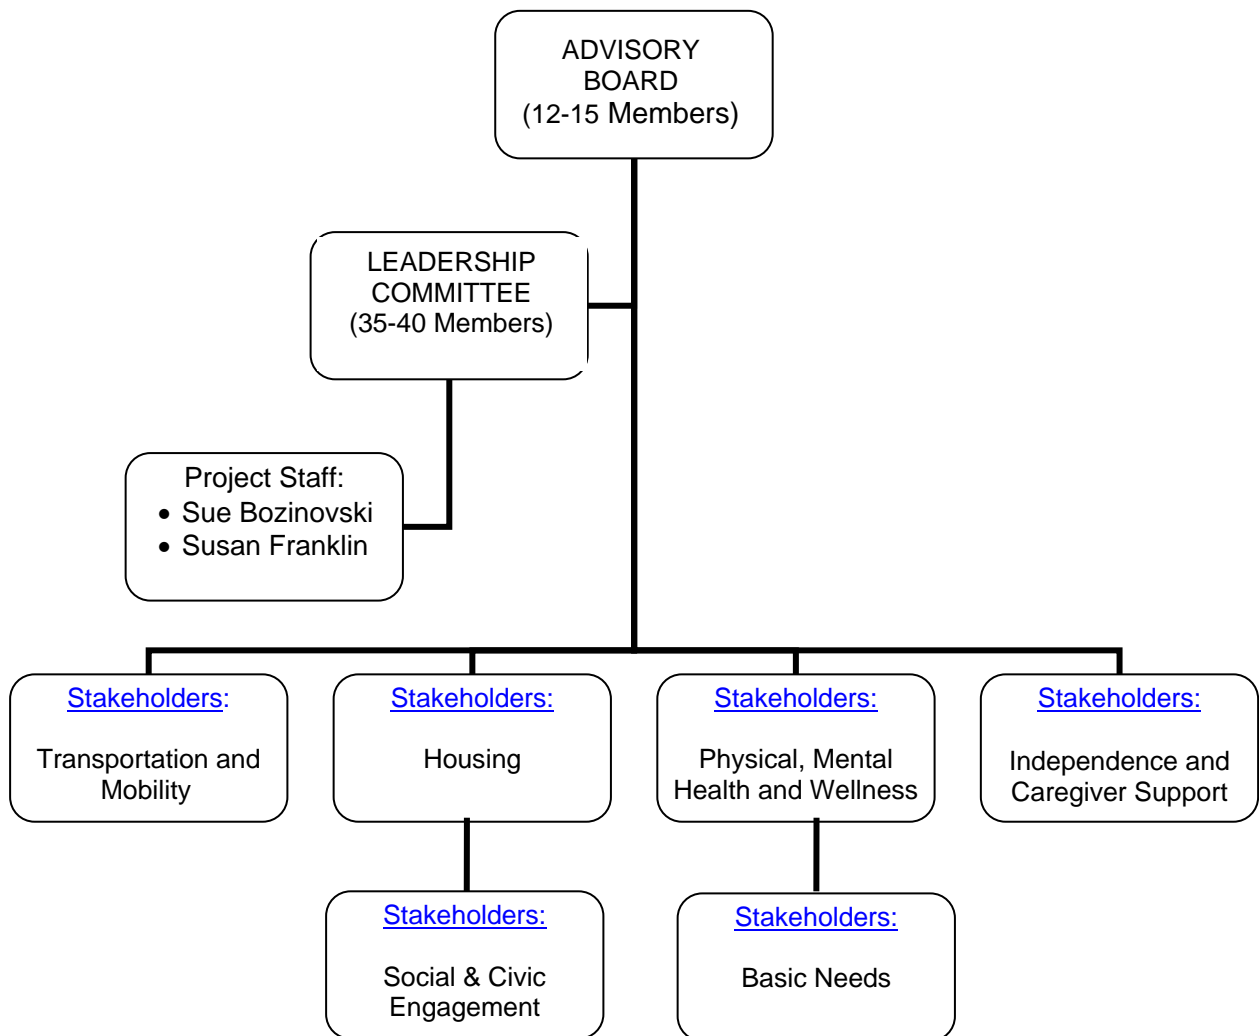 ADVISORY
BOARD
(12-15 Members)
LEADERSHIP
COMMITTEE
(35-40 Members)
Project Staff:
• Sue Bozinovski
• Susan Franklin
Stakeholders:
Transportation and
Mobility
Stakeholders:
Housing
Stakeholders:
Physical, Mental
Health and Wellness
Stakeholders:
Independence and
Caregiver Support
Stakeholders:
Social & Civic
Engagement
Stakeholders:
Basic Needs